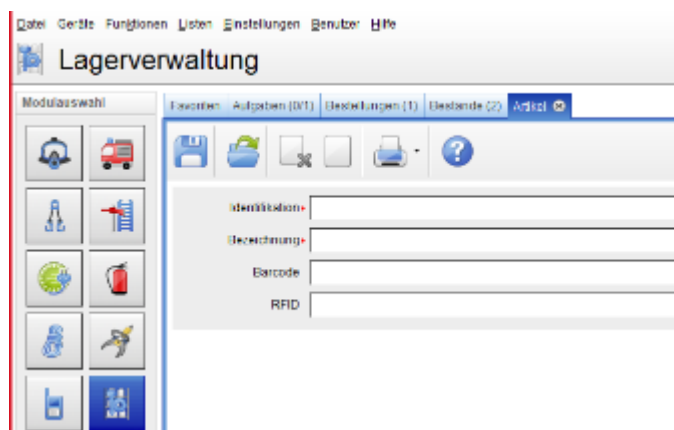 Datei Geräte Funktionen Listen Einstellungen Benutzer Hilfe
Lagerverwaltung
Modulauswahl
Favoriten Aufgaben (0/1) Bestellungen (1) Bestände (2) Artikel
Identifikation*
Bezeichnung*
Barcode
RFID